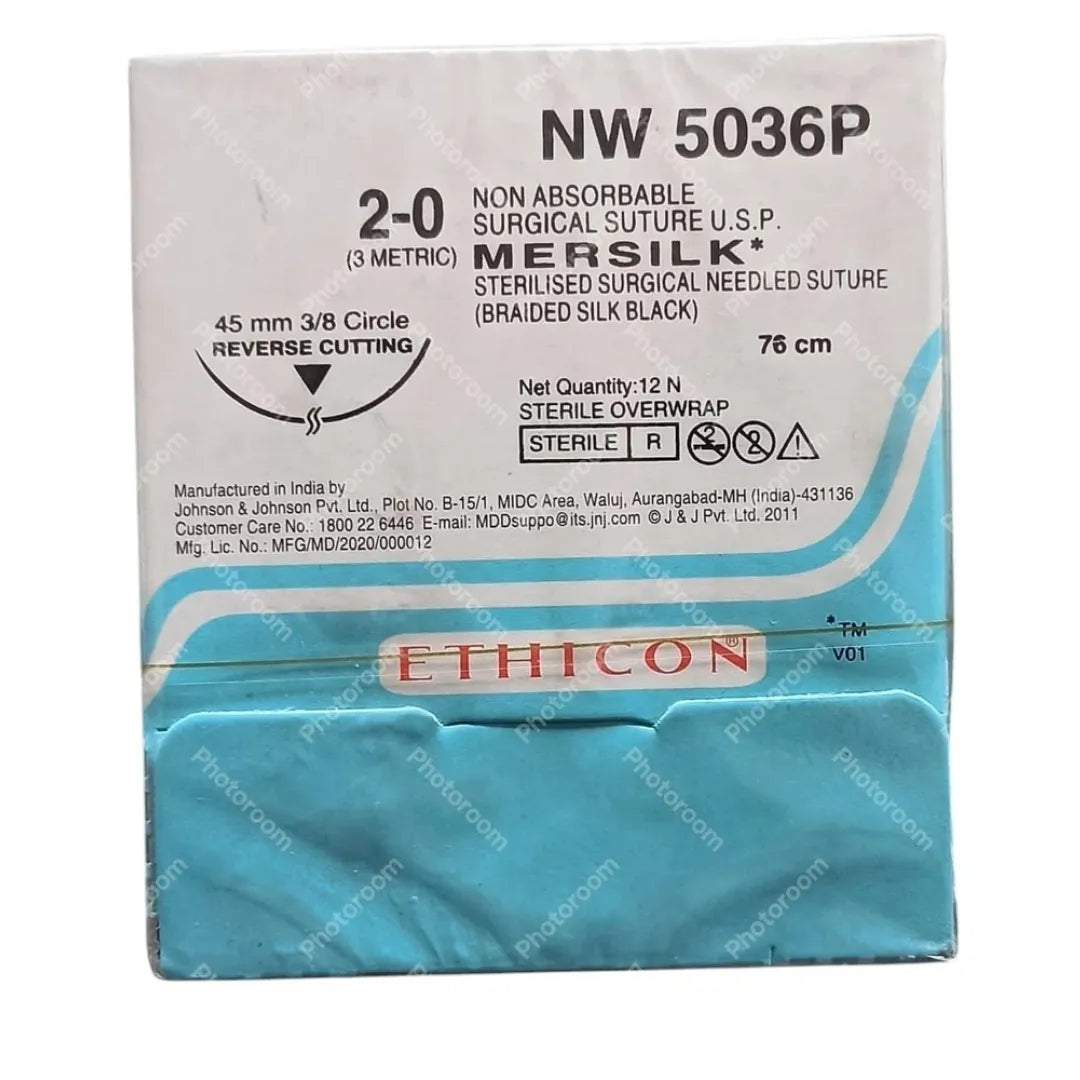 NW 5036P
2-0
(3 METRIC)
NON ABSORBABLE
SURGICAL SUTURE U.S.P.
MERSILK*
STERILISED SURGICAL NEEDLED SUTURE
(BRAIDED SILK BLACK)
45 mm 3/8 Circle
REVERSE CUTTING
76 cm
Net Quantity:12 N
STERILE OVERWRAP
STERILE R
2 2
Manufactured in India by
Johnson & Johnson Pvt. Ltd., Plot No. B-15/1, MIDC Area, Waluj, Aurangabad-MH (India)-431136
Customer Care No.: 1800 22 6446 E-mail: MDDsuppo@its.jnj.com © J & J Pvt. Ltd. 2011
Mfg. Lic. No.: MFG/MD/2020/000012
ETHICON®
*TM
V01
Photoroom